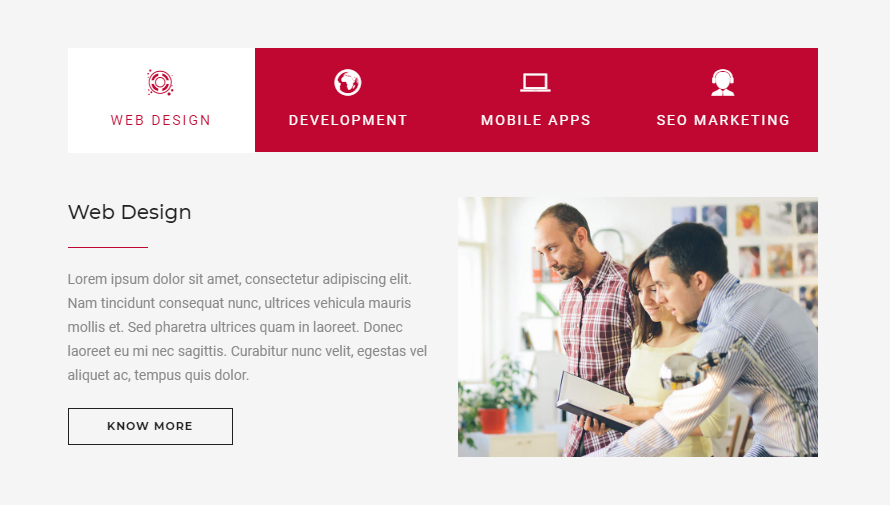 WEB DESIGN
DEVELOPMENT
MOBILE APPS
SEO MARKETING
Web Design
Lorem ipsum dolor sit amet, consectetur adipiscing elit.
Nam tincidunt consequat nunc, ultrices vehicula mauris
mollis et. Sed pharetra ultrices quam in laoreet. Donec
laoreet eu mi nec sagittis. Curabitur nunc velit, egestas vel
aliquet ac, tempus quis dolor.
KNOW MORE